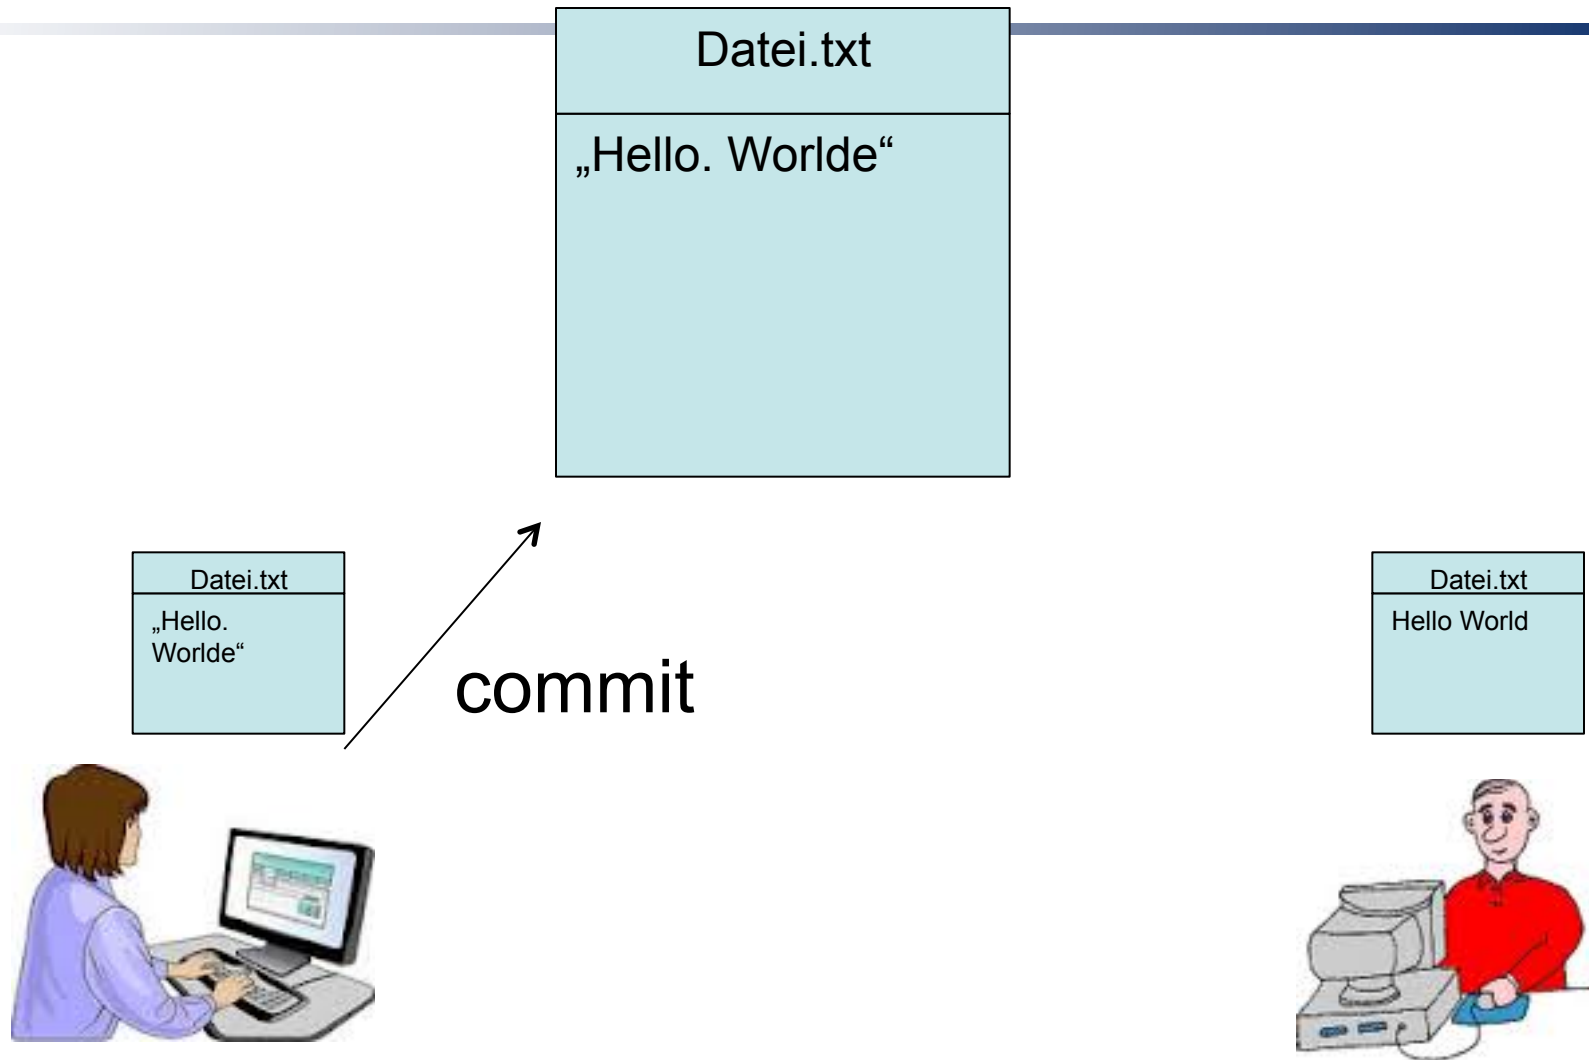 Datei.txt
„Hello. Worlde“
Datei.txt
„Hello.
Worlde“
commit
Datei.txt
Hello World